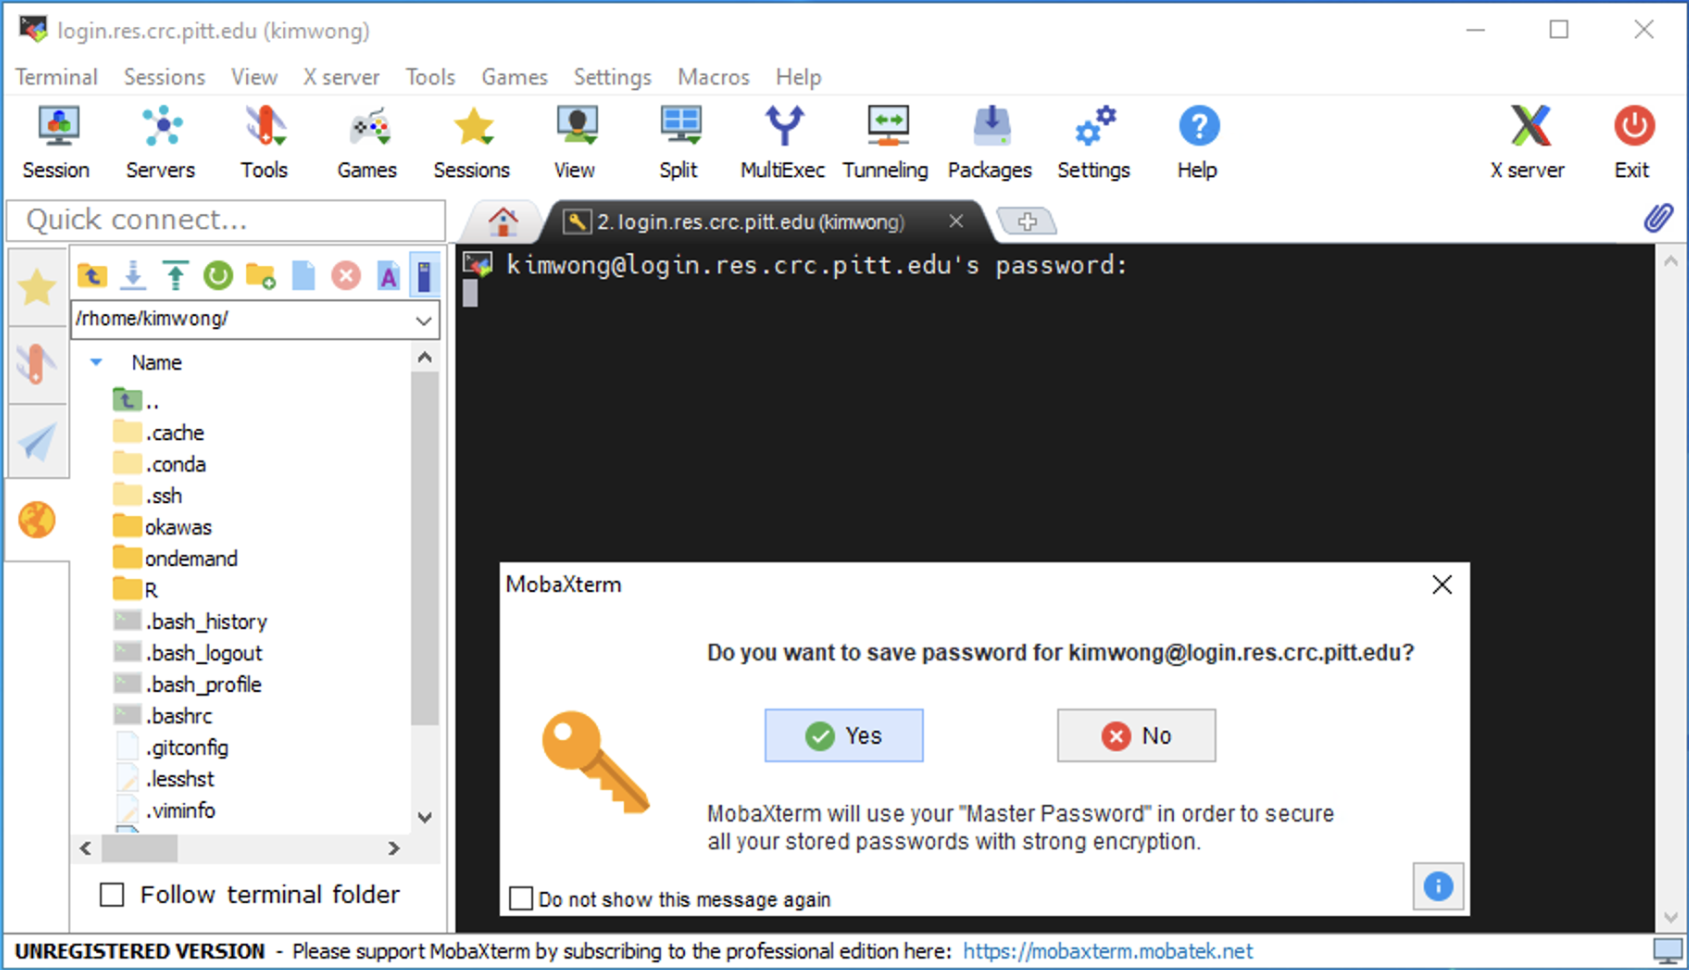 login.res.crc.pitt.edu (kimwong)
Terminal Sessions View X server Tools Games Settings Macros Help
Session Servers Tools Games Sessions View Split MultiExec Tunneling Packages Settings Help X server Exit
Quick connect...
2. login.res.crc.pitt.edu (kimwong)
/rhome/kimwong/
Name
..
.cache
.conda
.ssh
okawas
ondemand
R
.bash_history
.bash_logout
.bash_profile
.bashrc
.gitconfig
.lesshst
.viminfo
Follow terminal folder
kimwong@login.res.crc.pitt.edu's password:
MobaXterm
Do you want to save password for kimwong@login.res.crc.pitt.edu?
Yes No
MobaXterm will use your "Master Password" in order to secure
all your stored passwords with strong encryption.
Do not show this message again
UNREGISTERED VERSION - Please support MobaXterm by subscribing to the professional edition here: https://mobaxterm.mobatek.net